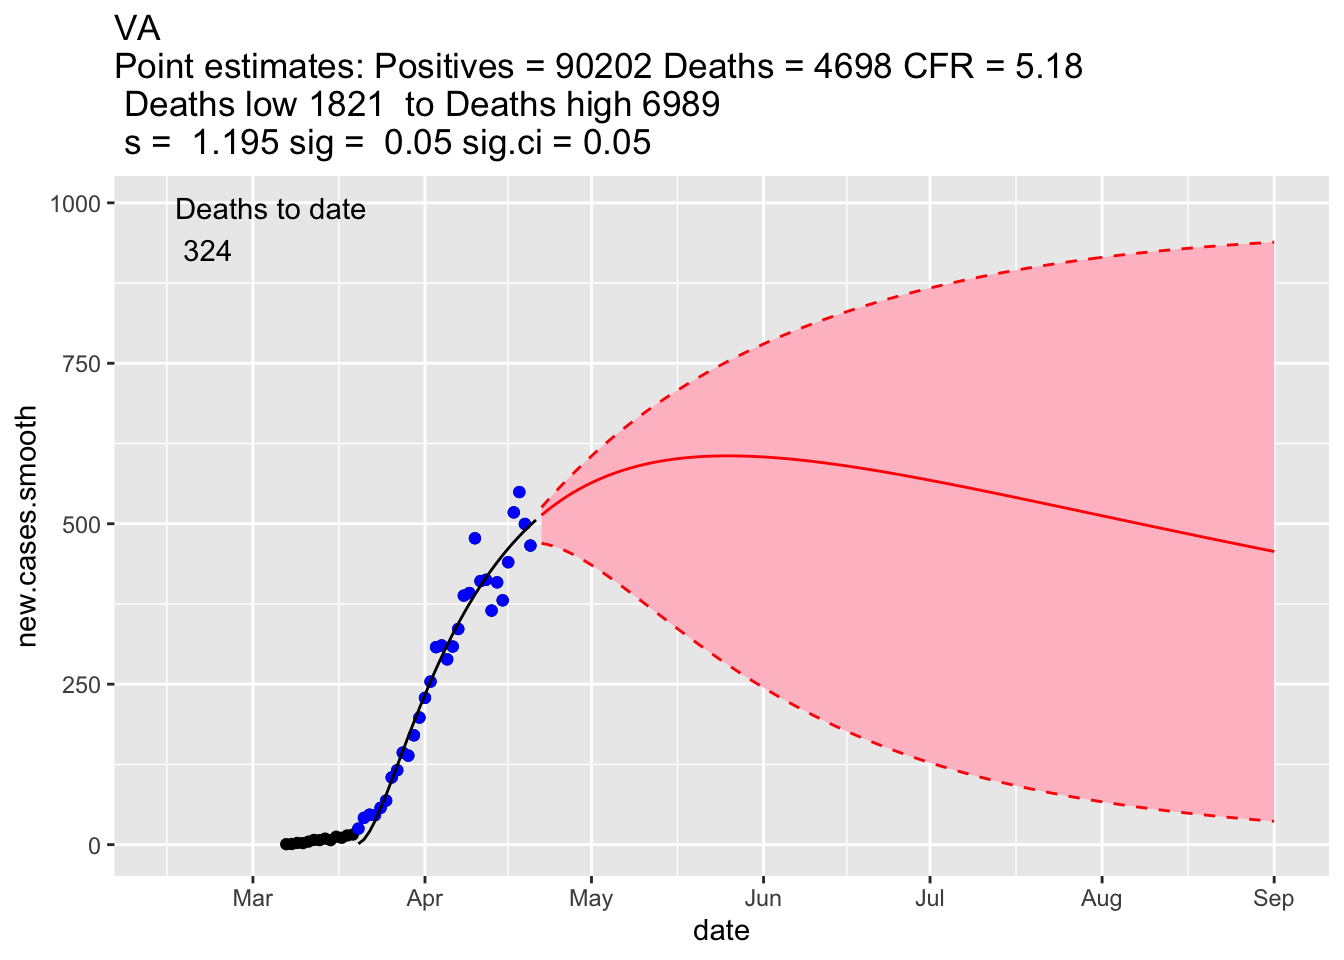 VA
Point estimates: Positives = 90202 Deaths = 4698 CFR = 5.18
Deaths low 1821  to Deaths high 6989
s =  1.195 sig =  0.05 sig.ci = 0.05
Deaths to date
324
1000
750
500
250
0
new.cases.smooth
Mar Apr May Jun Jul Aug Sep
date